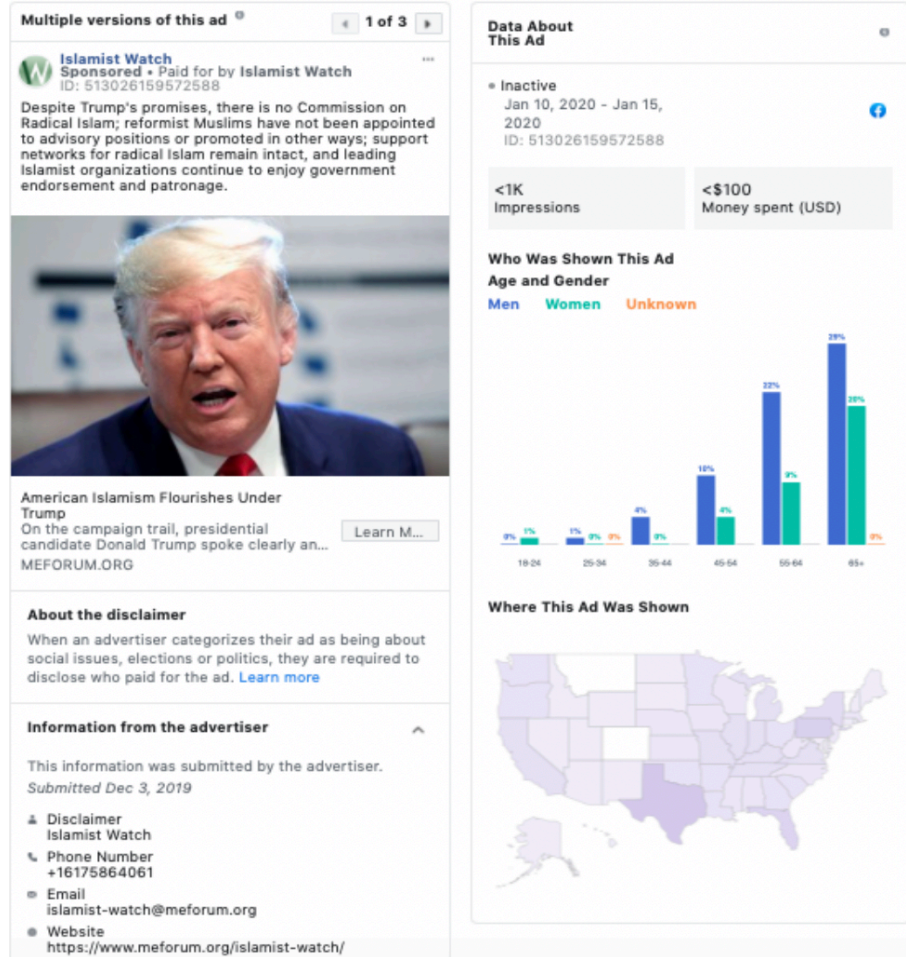 Multiple versions of this ad
1 of 3
Islamist Watch
Sponsored • Paid for by Islamist Watch
ID: 513026159572588
Despite Trump's promises, there is no Commission on
Radical Islam; reformist Muslims have not been appointed
to advisory positions or promoted in other ways; support
networks for radical Islam remain intact, and leading
Islamist organizations continue to enjoy government
endorsement and patronage.
American Islamism Flourishes Under
Trump
On the campaign trail, presidential
candidate Donald Trump spoke clearly an...
Learn M...
MEFORUM.ORG
About the disclaimer
When an advertiser categorizes their ad as being about
social issues, elections or politics, they are required to
disclose who paid for the ad. Learn more
Information from the advertiser
This information was submitted by the advertiser.
Submitted Dec 3, 2019
Disclaimer
Islamist Watch
Phone Number
+16175864061
Email
islamist-watch@meforum.org
Website
https://www.meforum.org/islamist-watch/
Data About
This Ad
Inactive
Jan 10, 2020 - Jan 15,
2020
ID: 513026159572588
<1K
Impressions
<$100
Money spent (USD)
Who Was Shown This Ad
Age and Gender
Men Women Unknown
0% 1% 1% 0% 0% 4% 0% 10% 4% 22% 9% 29% 20% 0%
18-24 25-34 35-44 45-54 55-64 65+
Where This Ad Was Shown